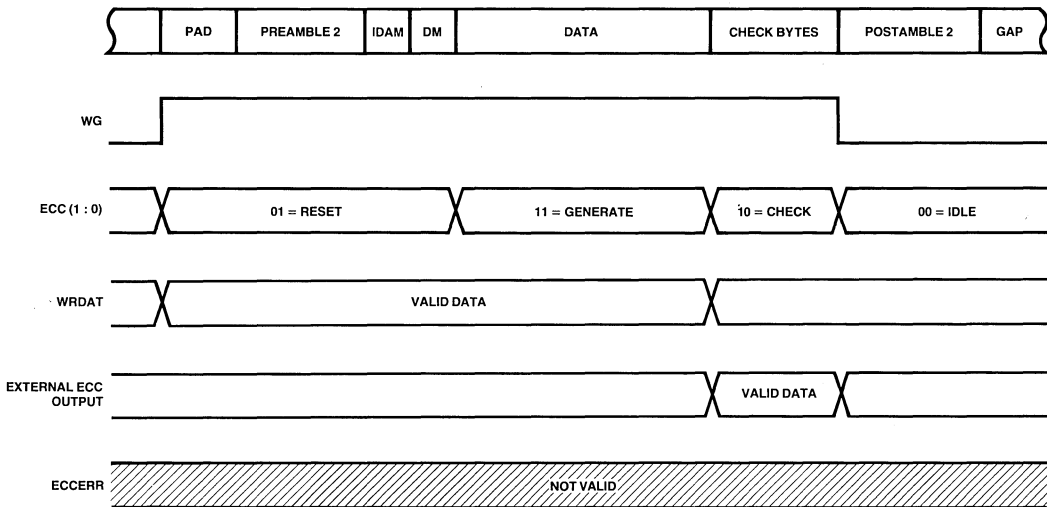 PAD PREAMBLE 2 IDAM DM DATA CHECK BYTES POSTAMBLE 2 GAP
WG
ECC (1 : 0) 01 = RESET 11 = GENERATE 10 = CHECK 00 = IDLE
WRDAT VALID DATA
EXTERNAL ECC
OUTPUT VALID DATA
ECCERR NOT VALID